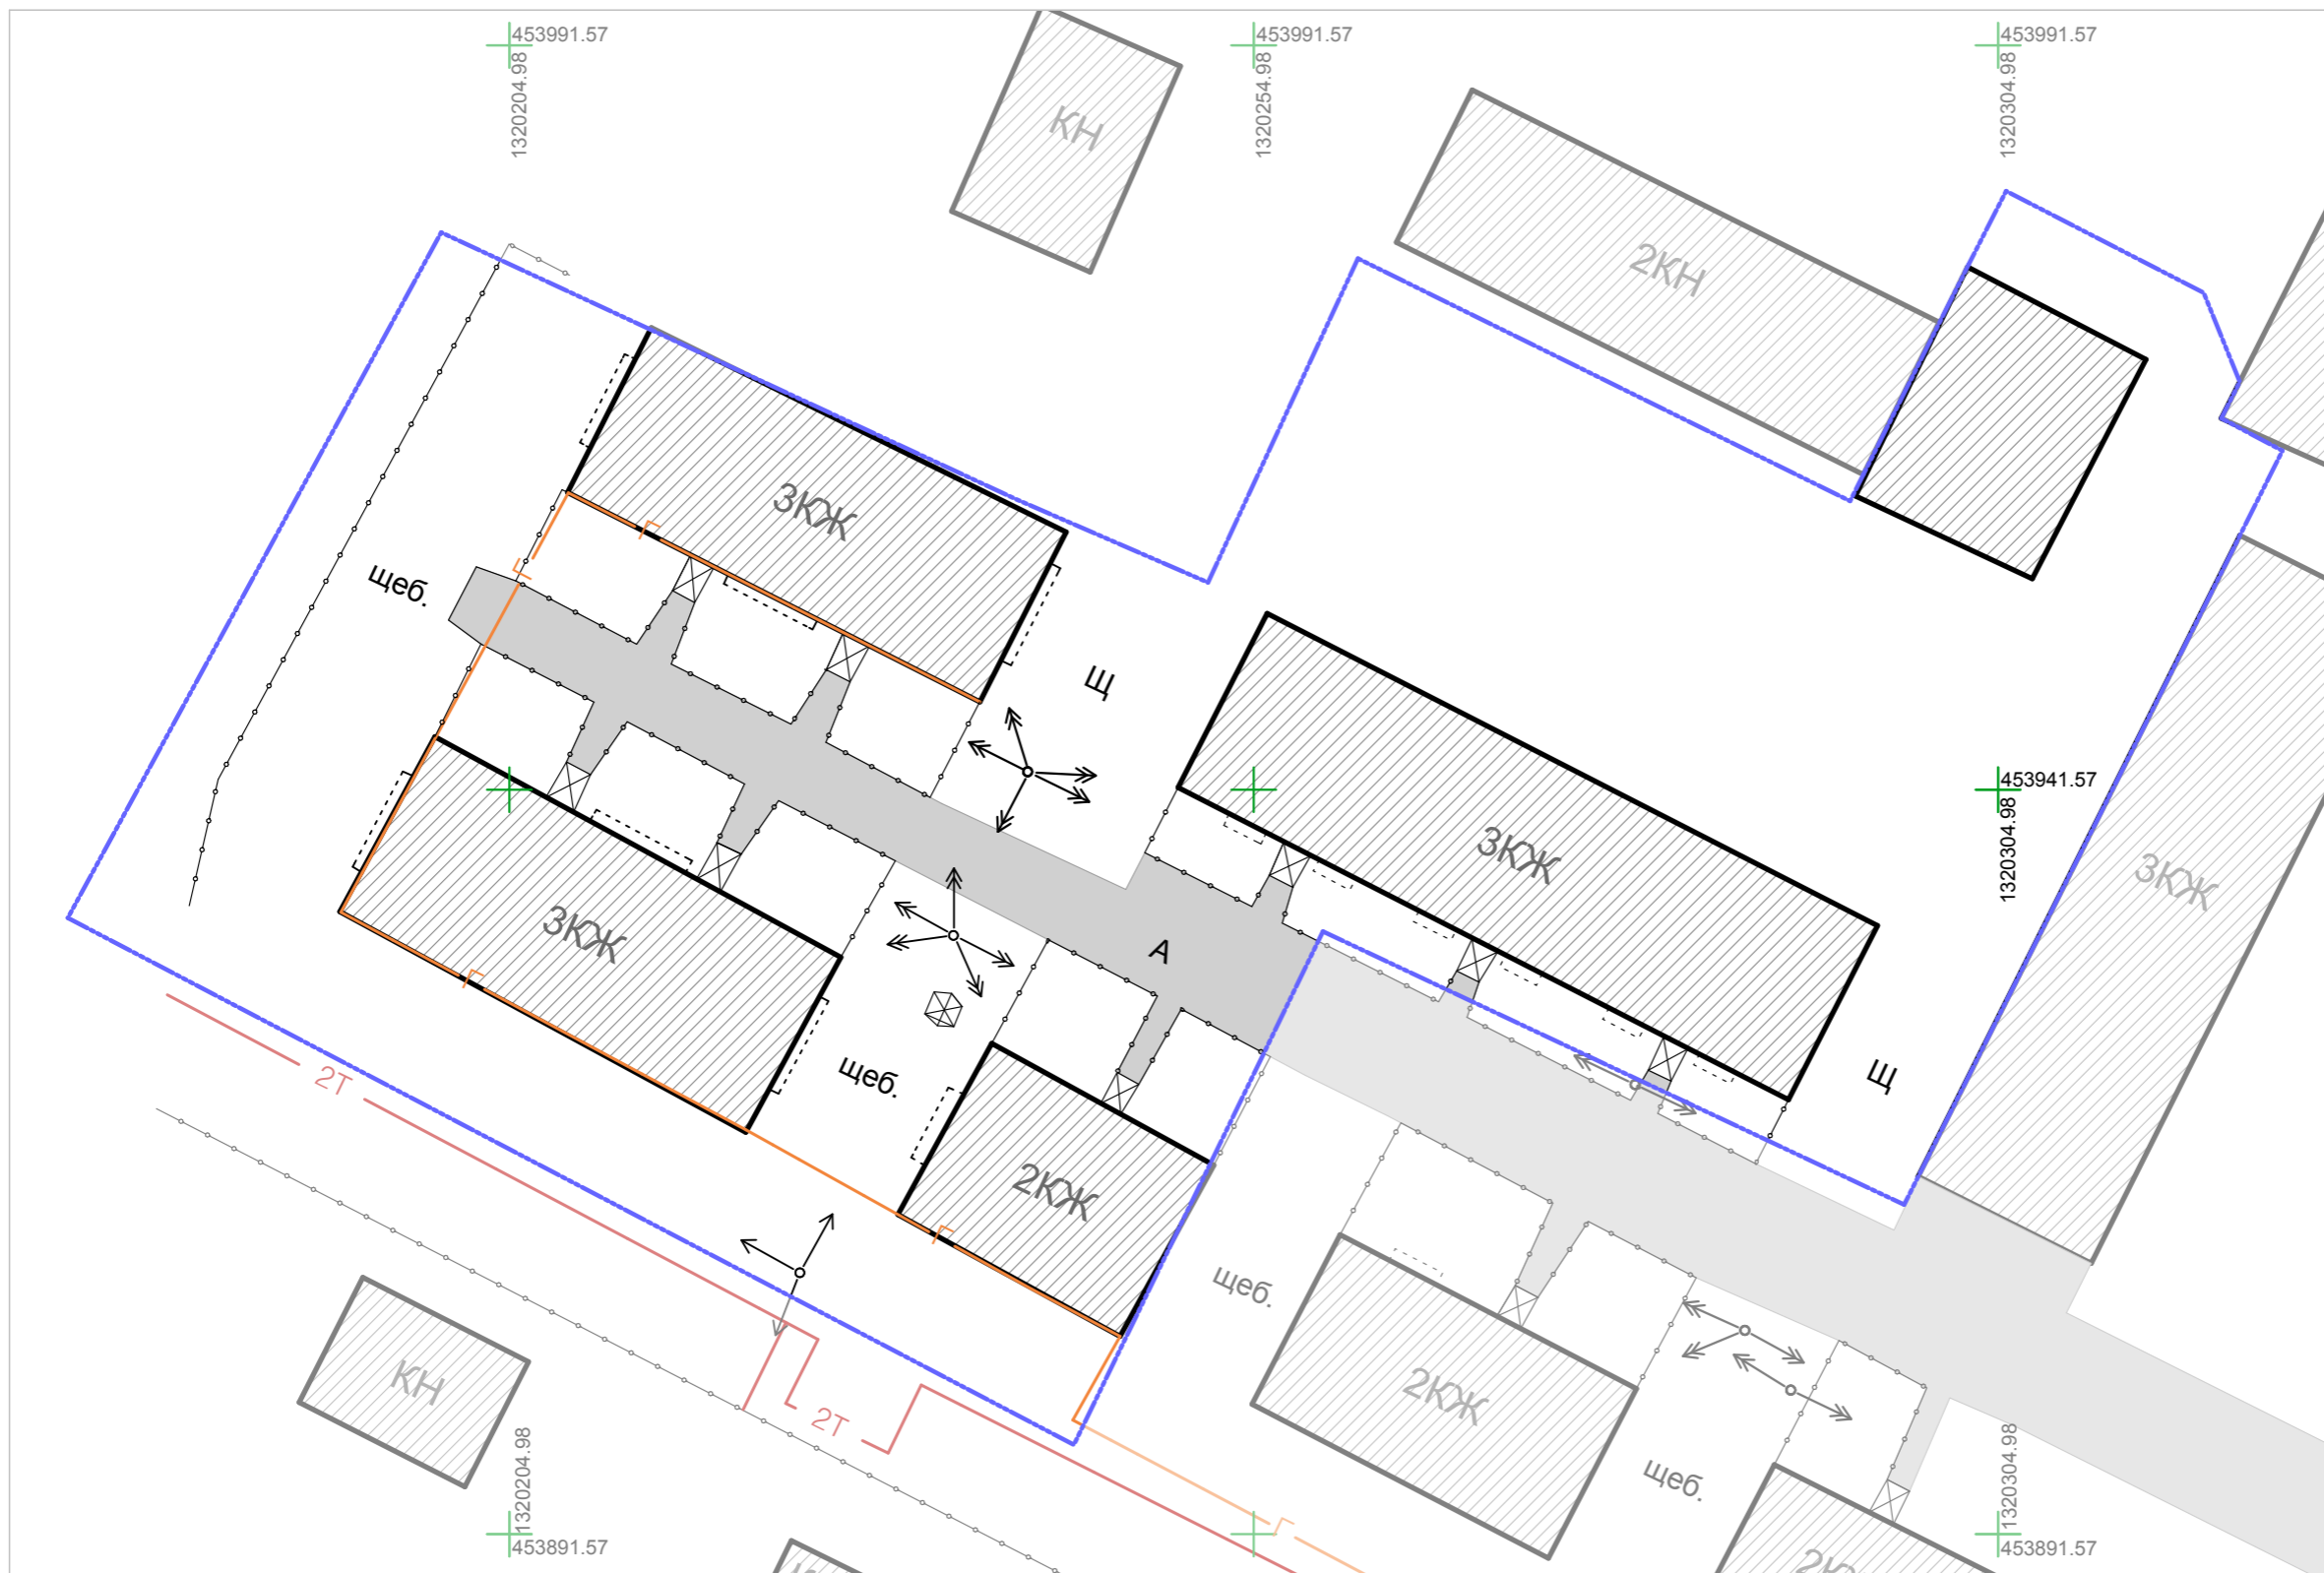 453991.57
453991.57
453991.57
1320204.98
1320254.98
1320304.98
КН
2КН
3КЖ
щеб.
Щ
453941.57
1320304.98
3КЖ
3КЖ
3КЖ
А
щеб.
Щ
2Т
2КЖ
щеб.
КН
2КЖ
2Т
щеб.
1320204.98
453891.57
1320304.98
453891.57
Г
Г
Г
Г
Г